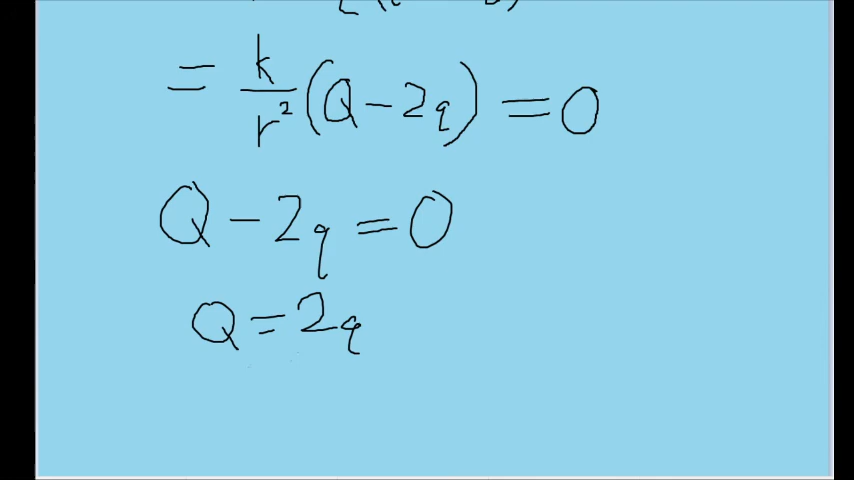 = k/r² (Q − 2q) = 0
Q − 2q = 0
Q = 2q